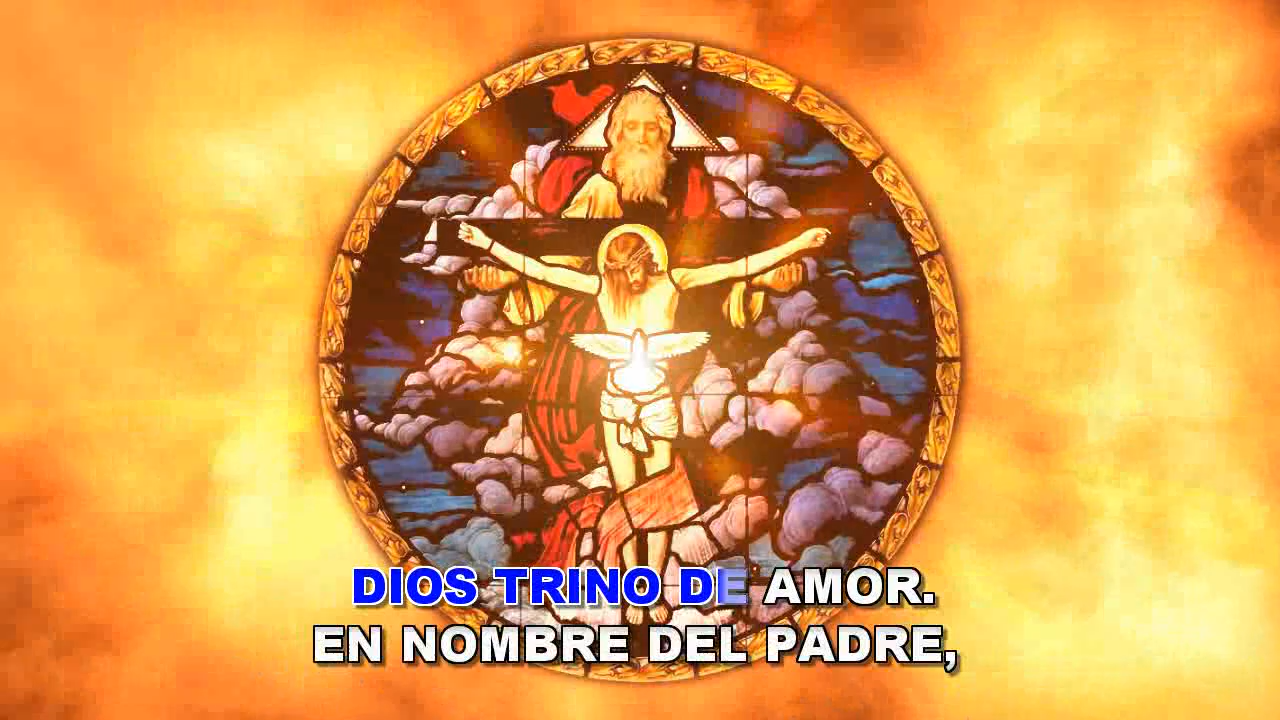 DIOS TRINO DE AMOR.
EN NOMBRE DEL PADRE,